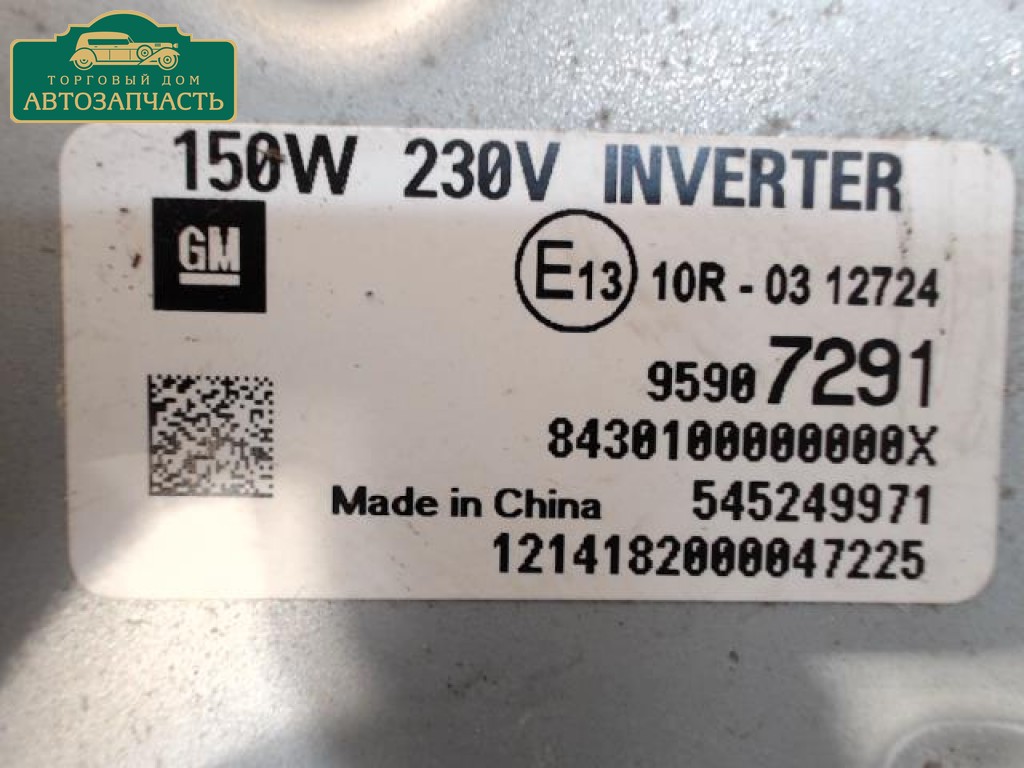 ТОРГОВЫЙ ДОМ
АВТОЗАПЧАСТЬ
150W 230V INVERTER
GM
E13 10R - 03 12724
95907291
8430100000000X
Made in China 545249971
1214182000047225